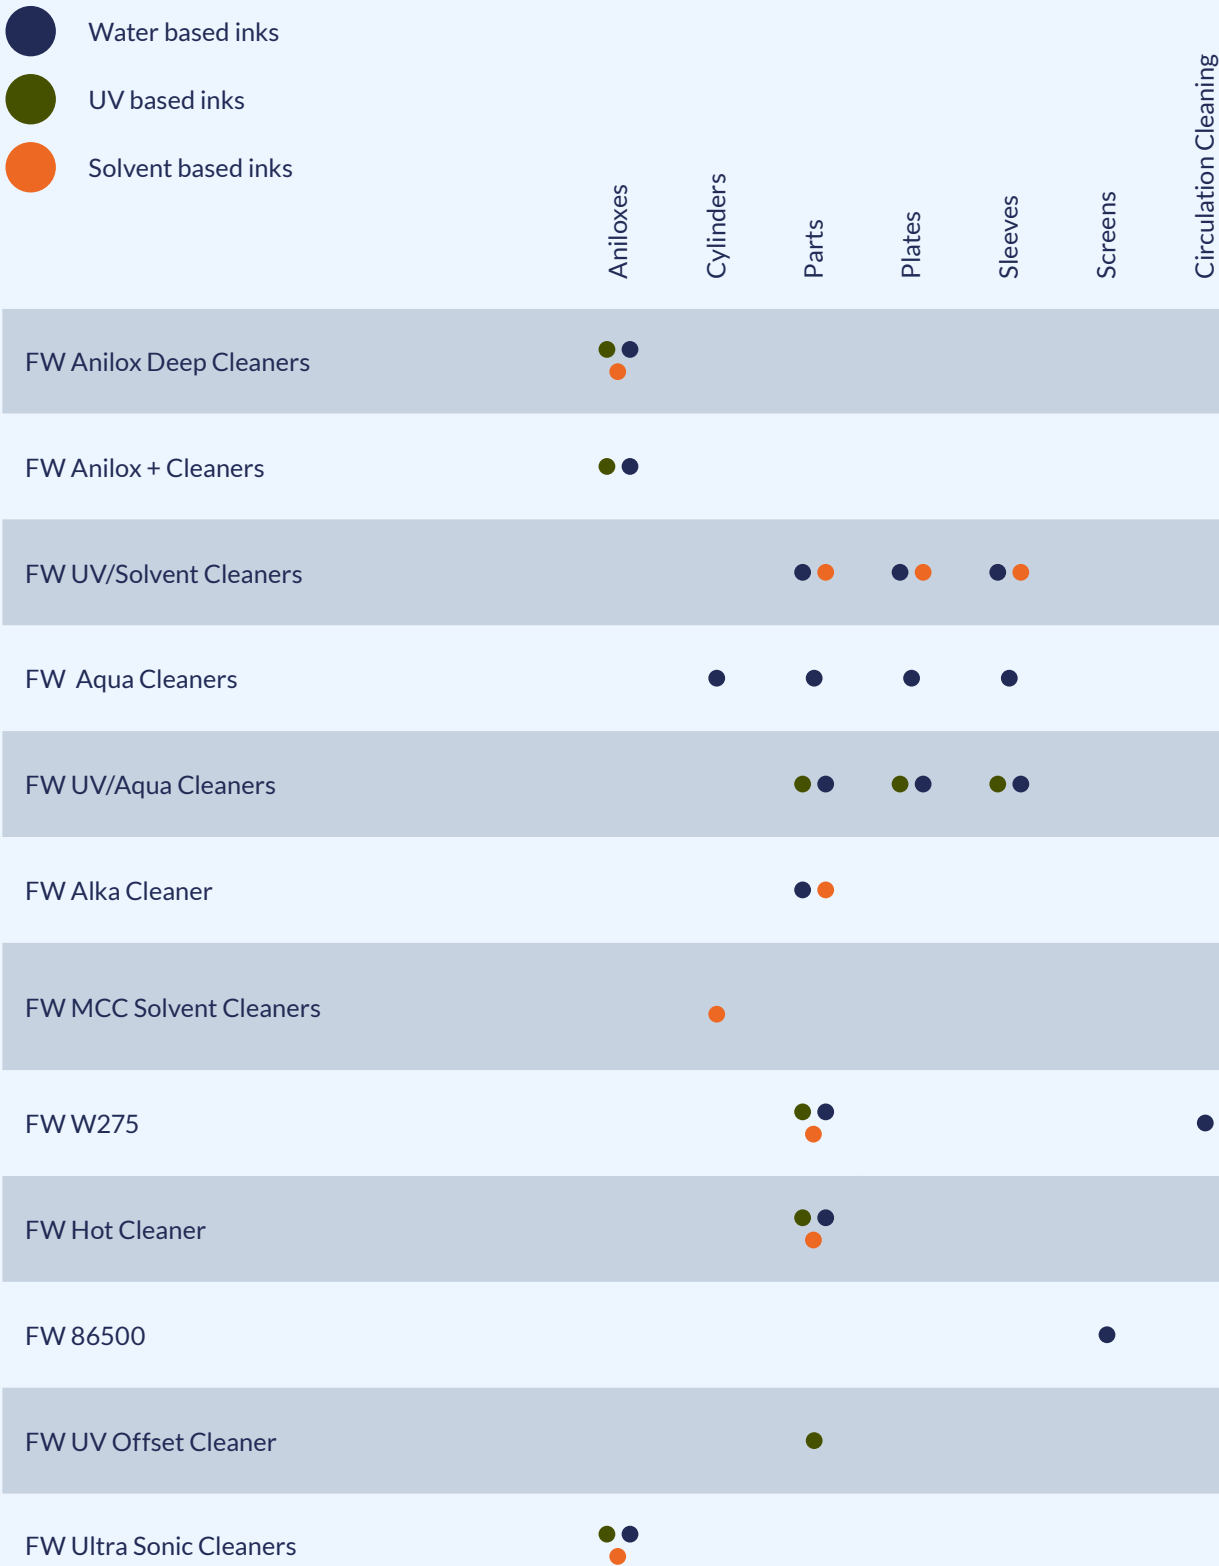 Water based inks
UV based inks
Solvent based inks
Aniloxes
Cylinders
Parts
Plates
Sleeves
Screens
Circulation Cleaning
FW Anilox Deep Cleaners
FW Anilox + Cleaners
FW UV/Solvent Cleaners
FW Aqua Cleaners
FW UV/Aqua Cleaners
FW Alka Cleaner
FW MCC Solvent Cleaners
FW W275
FW Hot Cleaner
FW 86500
FW UV Offset Cleaner
FW Ultra Sonic Cleaners